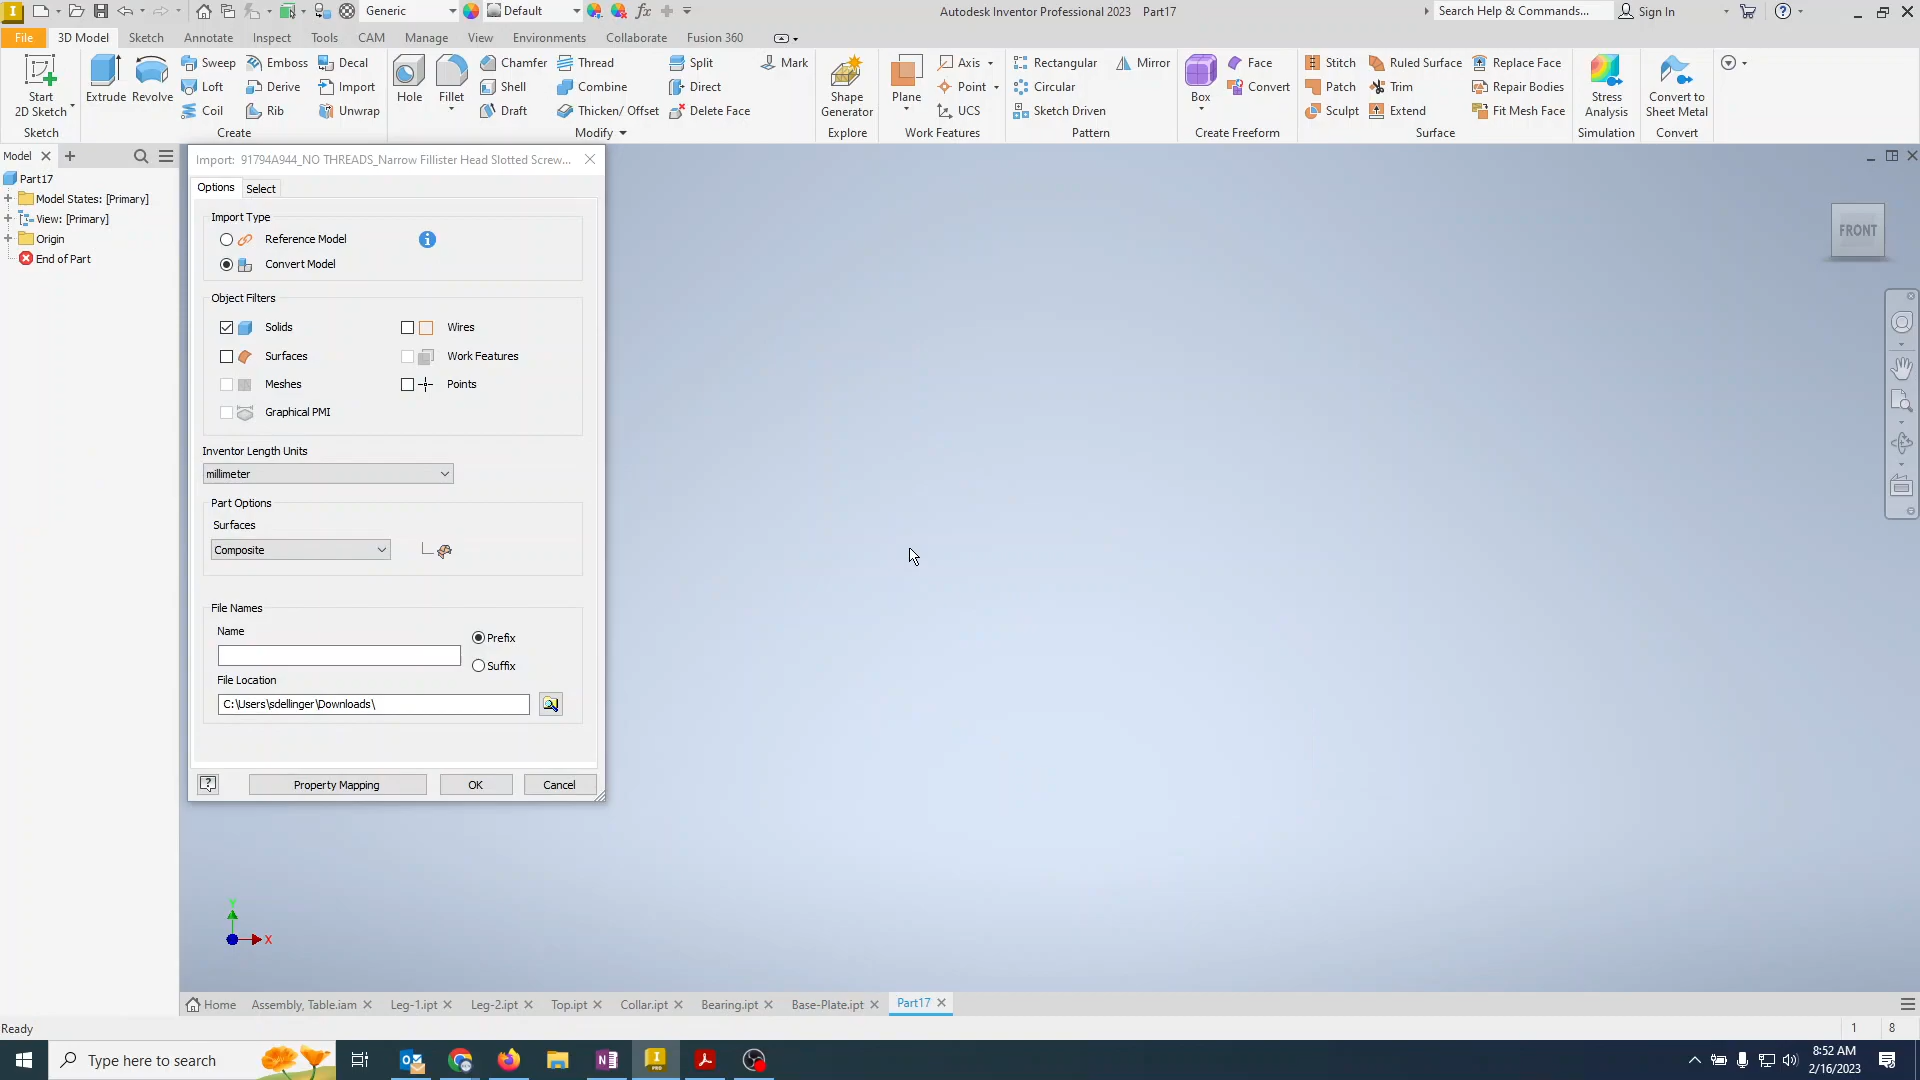 Generic Default Autodesk Inventor Professional 2023 Part17 Search Help & Commands... Sign In
File 3D Model Sketch Annotate Inspect Tools CAM Manage View Environments Collaborate Fusion 360
Start 2D Sketch
Extrude
Revolve
Sweep
Loft
Coil
Emboss
Derive
Rib
Decal
Import
Unwrap
Hole
Fillet
Chamfer
Shell
Draft
Thread
Combine
Thicken/ Offset
Split
Direct
Delete Face
Mark
Shape Generator
Plane
Axis
Point
UCS
Rectangular
Circular
Sketch Driven
Mirror
Box
Face
Convert
Stitch
Patch
Sculpt
Ruled Surface
Trim
Extend
Replace Face
Repair Bodies
Fit Mesh Face
Stress Analysis
Convert to Sheet Metal
Sketch Create Modify Explore Work Features Pattern Create Freeform Surface Simulation Convert
Model
Part17
Model States: [Primary]
View: [Primary]
Origin
End of Part
Import: 91794A944_NO THREADS_Narrow Fillister Head Slotted Screw...
Options Select
Import Type
Reference Model
Convert Model
Object Filters
Solids Wires
Surfaces Work Features
Meshes Points
Graphical PMI
Inventor Length Units
millimeter
Part Options
Surfaces
Composite
File Names
Name
Prefix
Suffix
File Location
C:\Users\sdellinger\Downloads\
Property Mapping OK Cancel
FRONT
Y
X
Home Assembly, Table.iam Leg-1.ipt Leg-2.ipt Top.ipt Collar.ipt Bearing.ipt Base-Plate.ipt Part17
Ready 1 8
Type here to search
8:52 AM
2/16/2023